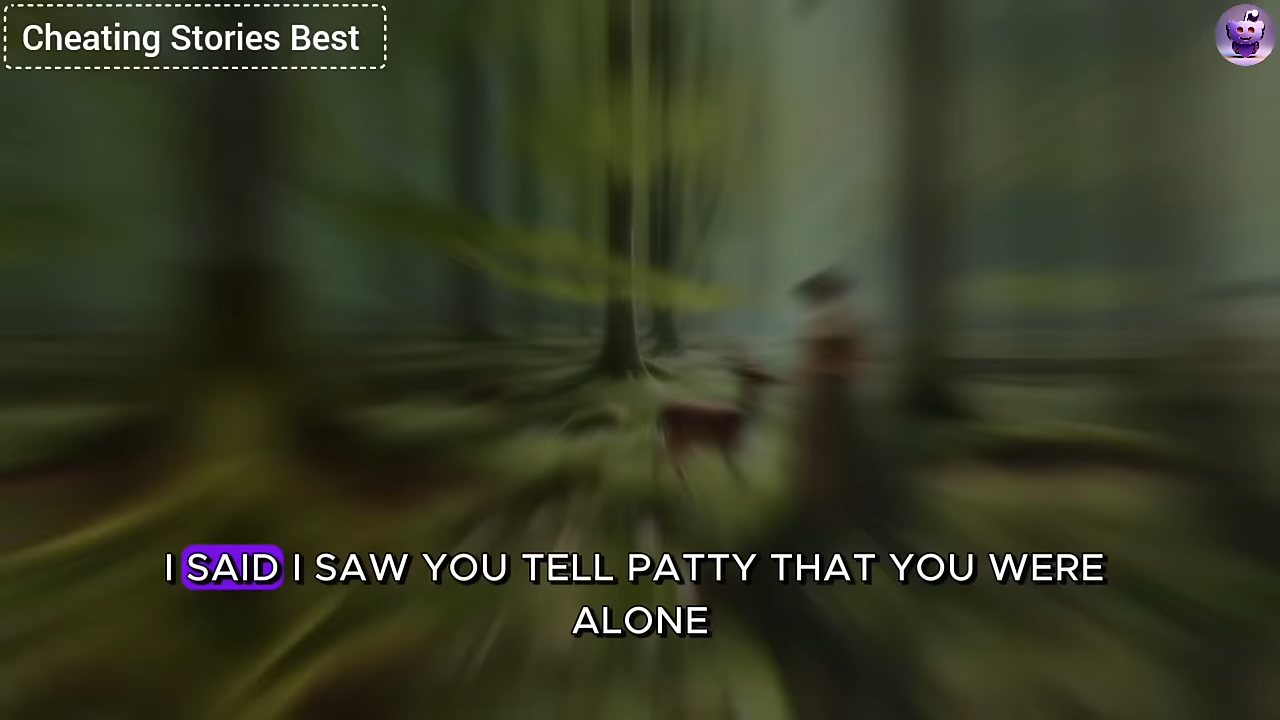 Cheating Stories Best
I SAID I SAW YOU TELL PATTY THAT YOU WERE
ALONE